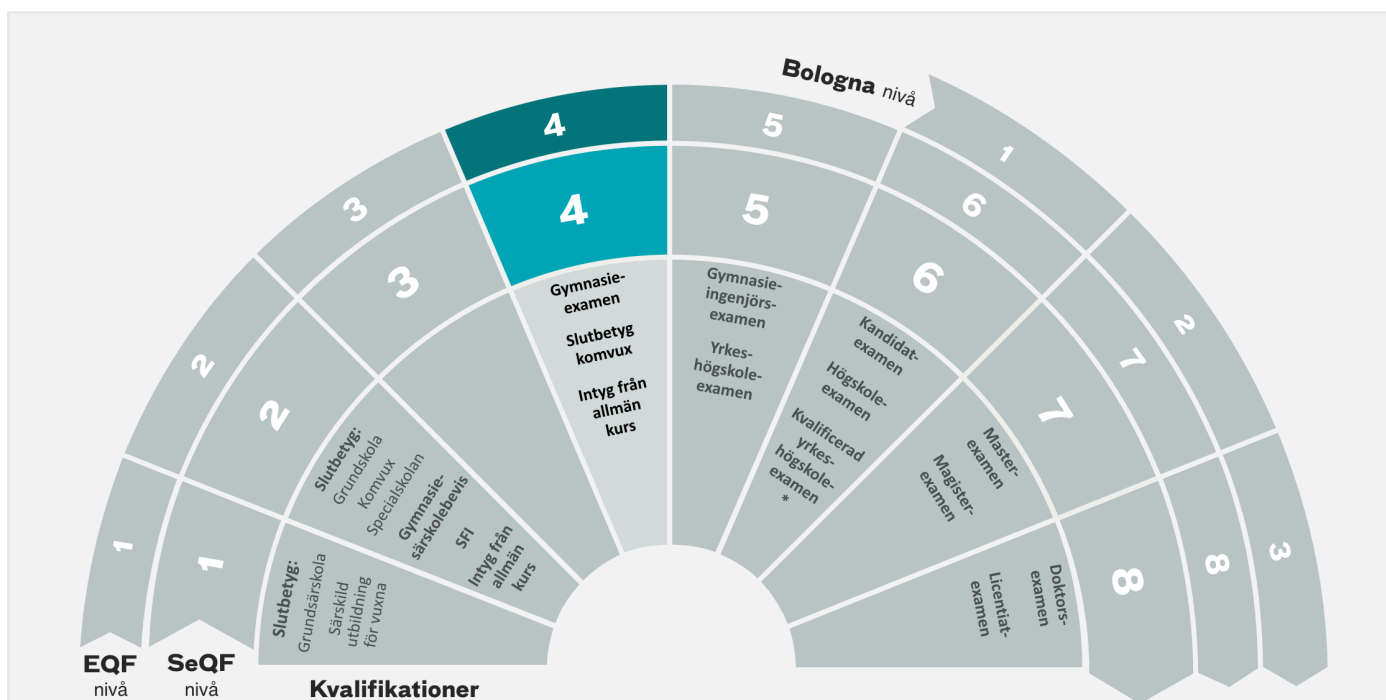 Bologna nivå
1
2
3
4
5
6
7
8
1
2
3
1
2
3
4
5
6
7
8
Slutbetyg:
Grundsärskola
Särskild
utbildning
för vuxna
Slutbetyg:
Grundskola
Komvux
Specialskolan
Gymnasie-
särskolebevis
SFI
Intyg från
allmän
kurs
Gymnasie-
examen
Slutbetyg
komvux
Intyg från
allmän
kurs
Gymnasie-
ingenjörs-
examen
Yrkes-
högskole-
examen
Kandidat-
examen
Högskole-
examen
Kvalificerad
yrkes-
högskole-
examen
*
Master-
examen
Magister-
examen
Doktors-
examen
Licentiat-
examen
EQF
nivå
SeQF
nivå
Kvalifikationer